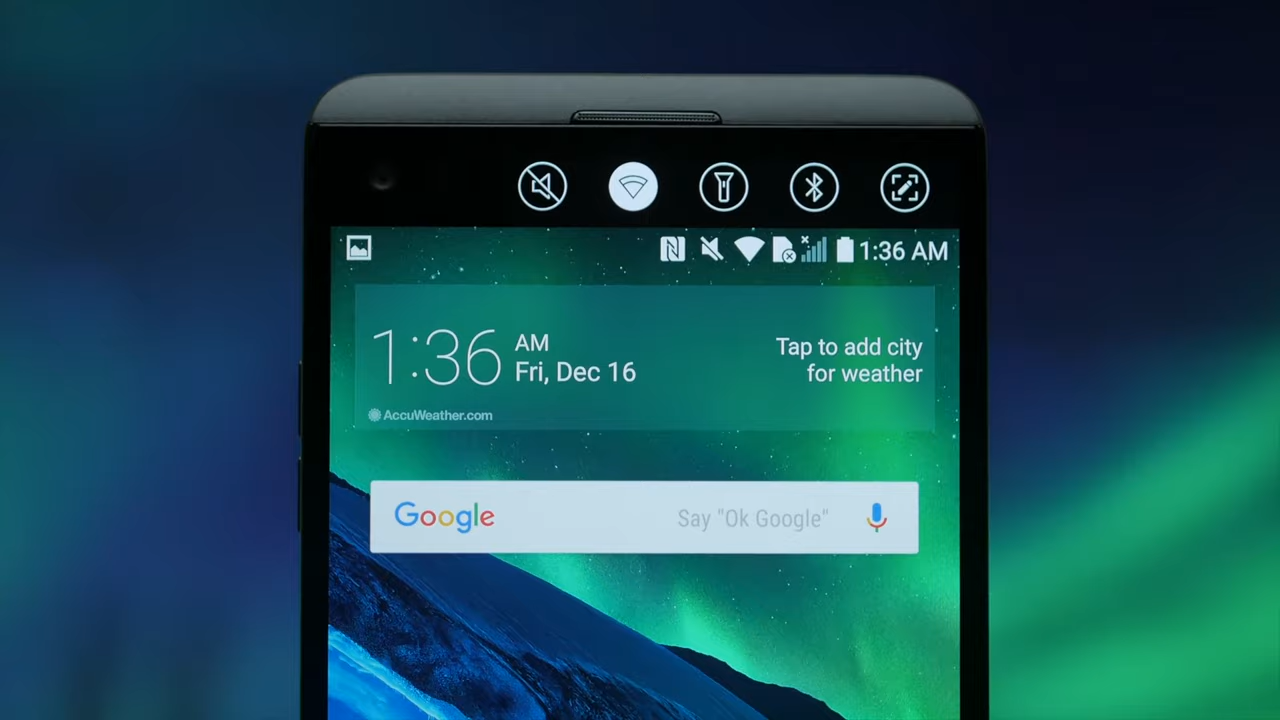 1:36 AM
1:36 AM
Fri, Dec 16
Tap to add city
for weather
AccuWeather.com
Google Say "Ok Google"